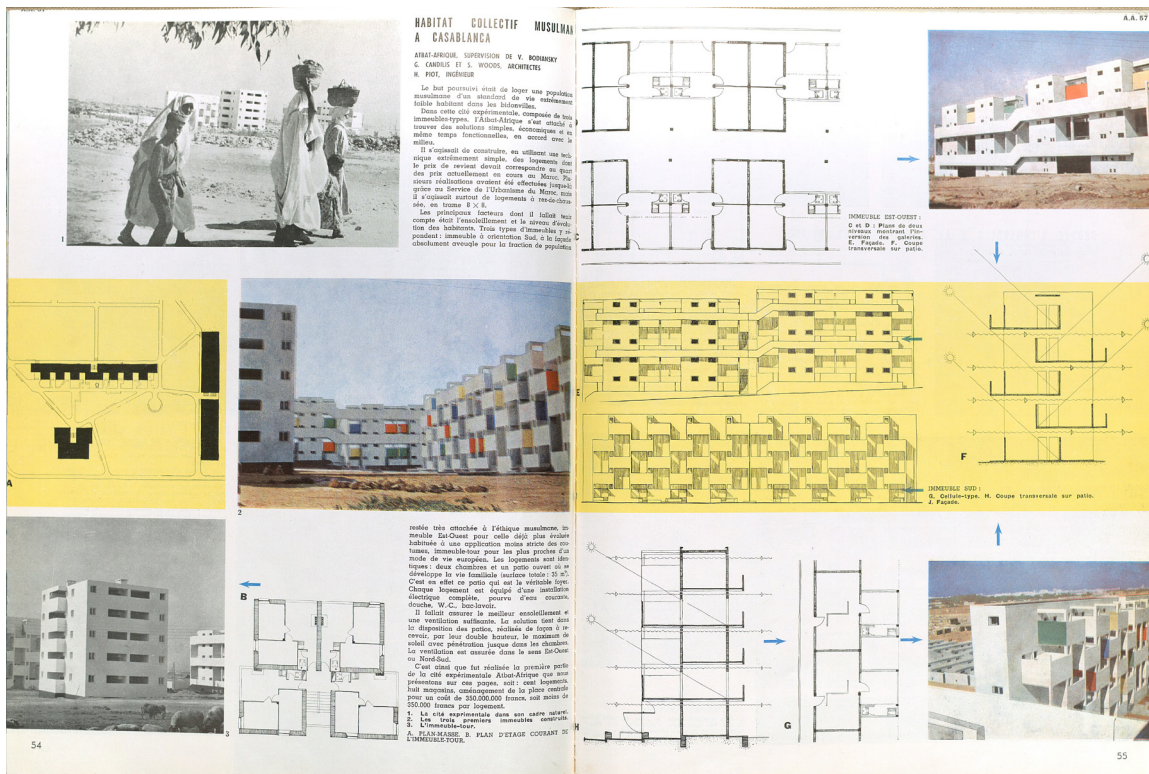 A.A. 57
HABITAT COLLECTIF MUSULMAN
A CASABLANCA
ATBAT-AFRIQUE, SUPERVISION DE V. BODIANSKY
G. CANDILIS ET S. WOODS, ARCHITECTES
H. PIOT, INGÉNIEUR
Le but poursuivi était de loger une population
musulmane d'un standard de vie extrêmement
faible habitant dans les bidonvilles.
Dans cette cité expérimentale, composée de trois
immeubles-types, l'Atbat-Afrique s'est attaché à
trouver des solutions simples, économiques et en
même temps fonctionnelles, en accord avec le
milieu.
Il s'agissait de construire, en utilisant une tech-
nique extrêmement simple, des logements dont
le prix de revient devait correspondre au quart
des prix actuellement en cours au Maroc. Plu-
sieurs réalisations avaient été effectuées jusque-là
grâce au Service de l'Urbanisme du Maroc, mais
il s'agissait surtout de logements à rez-de-chaus-
sée, en trame 8 × 8.
Les principaux facteurs dont il fallait tenir
compte était l'ensoleillement et le niveau d'évolu-
tion des habitants. Trois types d'immeubles y ré-
pondent : immeuble à orientation Sud, à la façade
absolument aveugle pour la fraction de population
1
A
2
3
B
restée très attachée à l'éthique musulmane, im-
meuble Est-Ouest pour celle déjà plus évoluée
habituée à une application moins stricte des cou-
tumes, immeuble-tour pour les plus proches d'un
mode de vie européen. Les logements sont iden-
tiques : deux chambres et un patio ouvert où se
développe la vie familiale (surface totale : 35 m²).
C'est en effet ce patio qui est le véritable foyer.
Chaque logement est équipé d'une installation
électrique complète, pourvu d'eau courante,
douche, W.-C., bac-lavoir.
Il fallait assurer le meilleur ensoleillement et
une ventilation suffisante. La solution tient dans
la disposition des patios, réalisés de façon à re-
cevoir, par leur double hauteur, le maximum de
soleil avec pénétration jusque dans les chambres.
La ventilation est assurée dans le sens Est-Ouest
ou Nord-Sud.
C'est ainsi que fut réalisée la première partie
de la cité expérimentale Atbat-Afrique que nous
présentons sur ces pages, soit : cent logements,
huit magasins, aménagement de la place centrale
pour un coût de 350.000.000 francs, soit moins de
350.000 francs par logement.
1. La cité exprimentale dans son cadre naturel.
2. Les trois premiers immeubles construits.
3. L'immeuble-tour.
A. PLAN-MASSE. B. PLAN D'ETAGE COURANT DE
L'IMMEUBLE-TOUR.
54
A.A. 57
IMMEUBLE EST-OUEST :
C et D : Plans de deux
niveaux montrant l'in-
version des galeries.
E. Façade. F. Coupe
transversale sur patio.
E
F
IMMEUBLE SUD :
G. Cellule-type. H. Coupe transversale sur patio.
J. Façade.
H
G
55